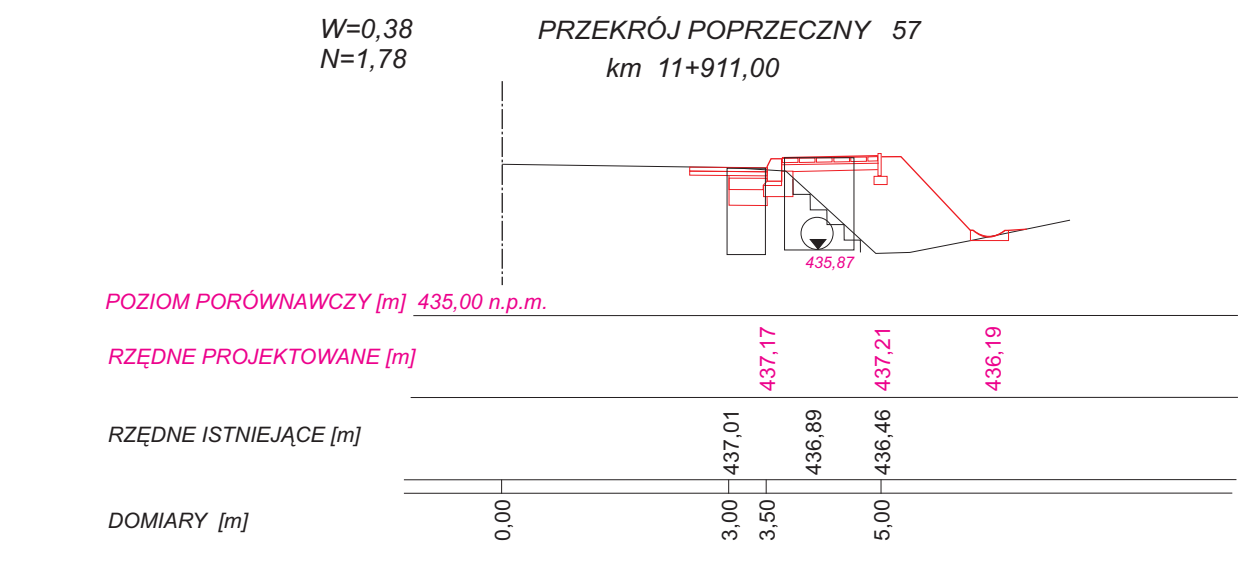 W=0,38
N=1,78
PRZEKRÓJ POPRZECZNY 57
km 11+911,00
435,87
POZIOM PORÓWNAWCZY [m] 435,00 n.p.m.
RZĘDNE PROJEKTOWANE [m]
437,17
437,21
436,19
RZĘDNE ISTNIEJĄCE [m]
437,01
436,89
436,46
DOMIARY [m]
0,00
3,00
3,50
5,00